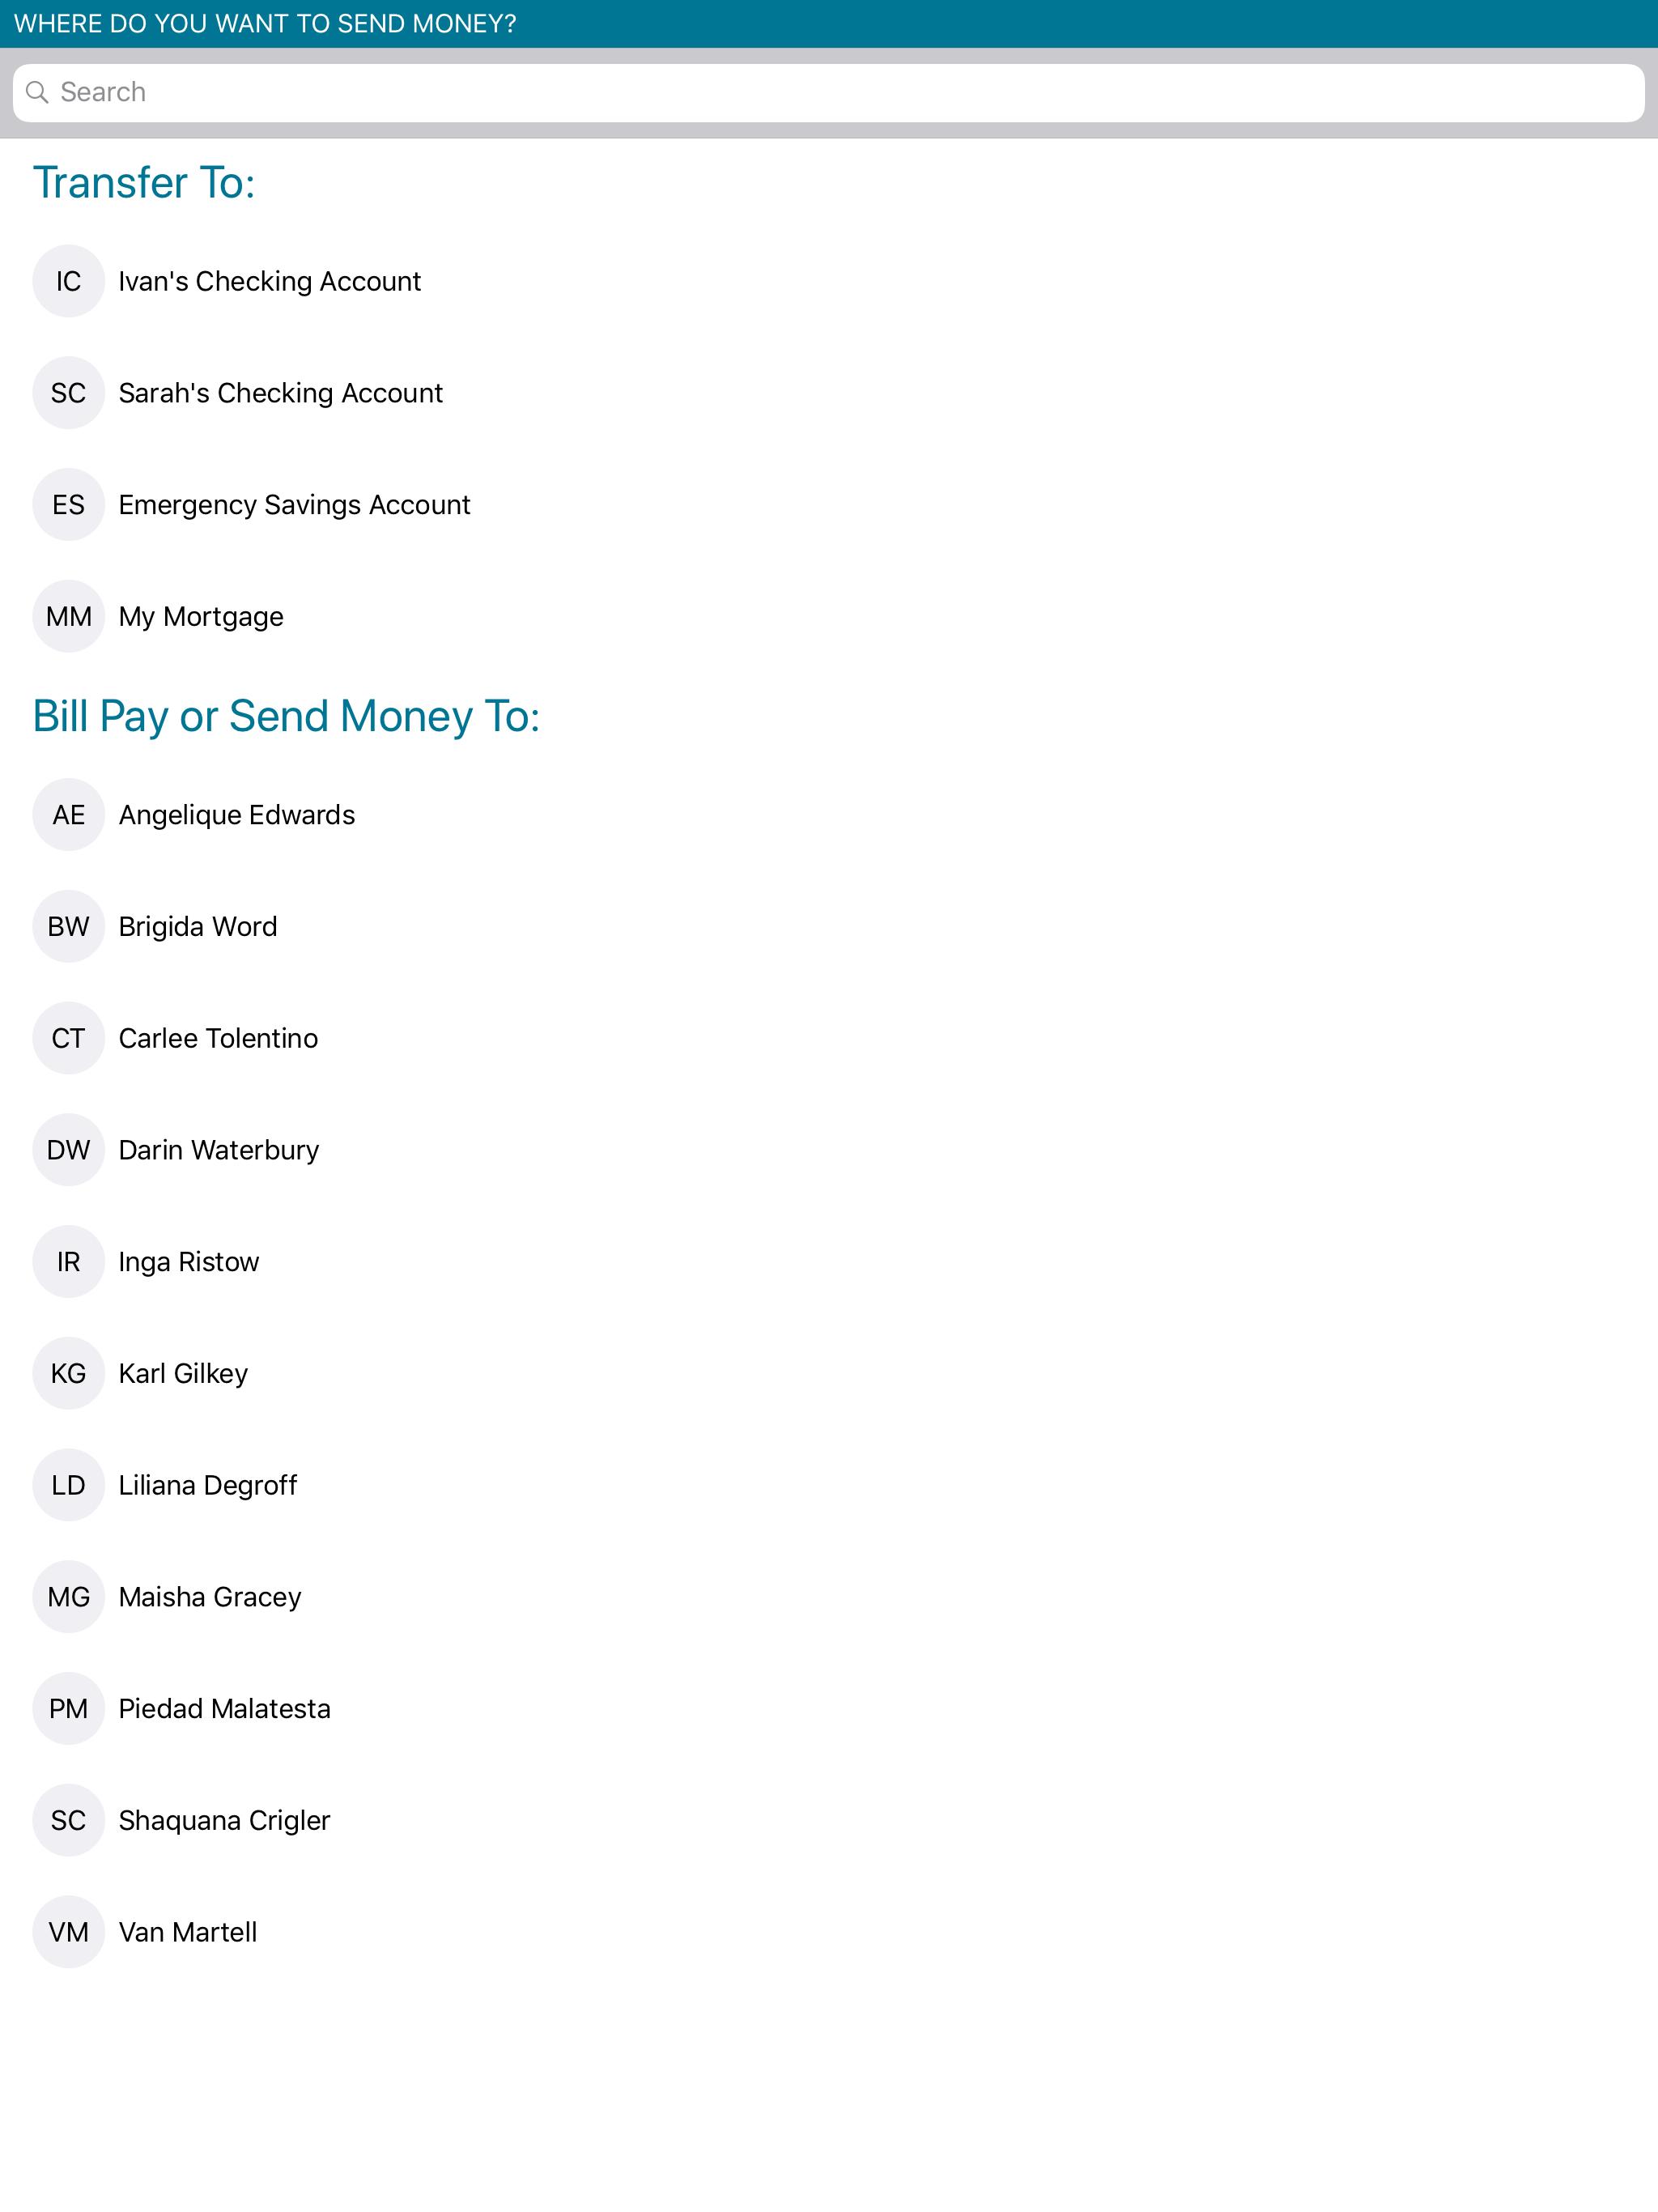 WHERE DO YOU WANT TO SEND MONEY?
Search
Transfer To:
IC Ivan's Checking Account
SC Sarah's Checking Account
ES Emergency Savings Account
MM My Mortgage
Bill Pay or Send Money To:
AE Angelique Edwards
BW Brigida Word
CT Carlee Tolentino
DW Darin Waterbury
IR Inga Ristow
KG Karl Gilkey
LD Liliana Degroff
MG Maisha Gracey
PM Piedad Malatesta
SC Shaquana Crigler
VM Van Martell